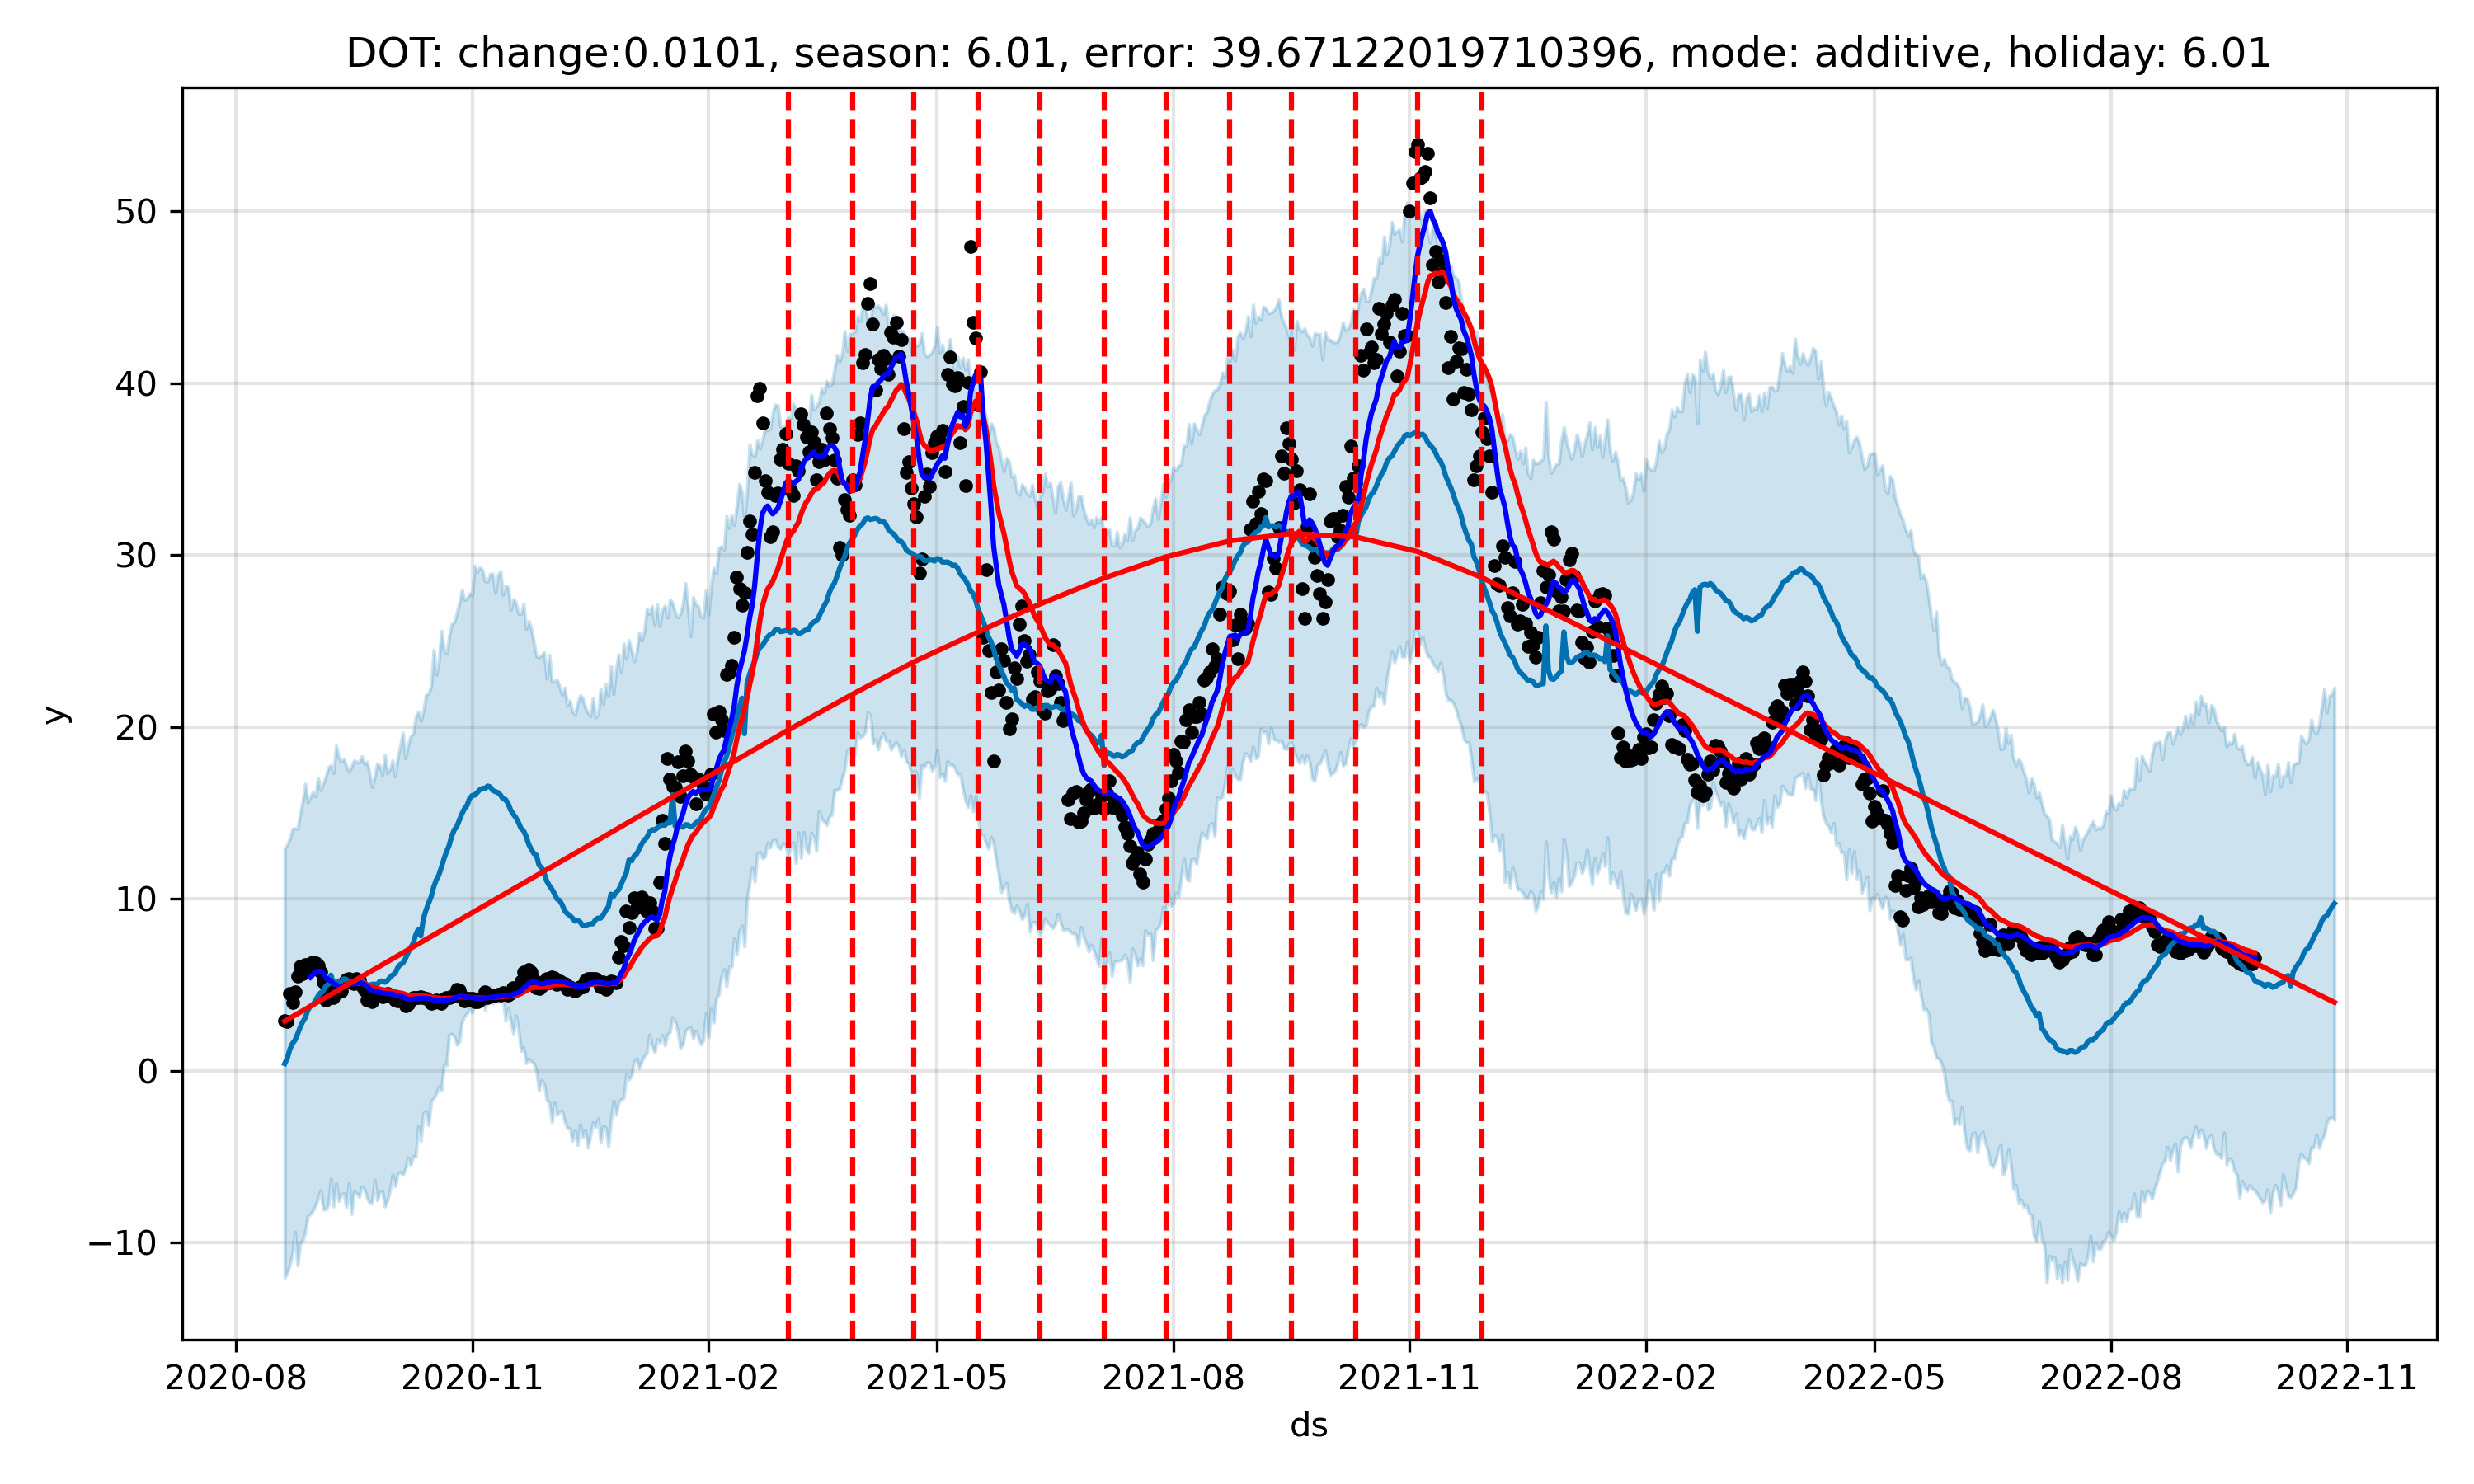 DOT: change:0.0101, season: 6.01, error: 39.67122019710396, mode: additive, holiday: 6.01
50
40
30
20
10
0
−10
y
2020-08 2020-11 2021-02 2021-05 2021-08 2021-11 2022-02 2022-05 2022-08 2022-11
ds